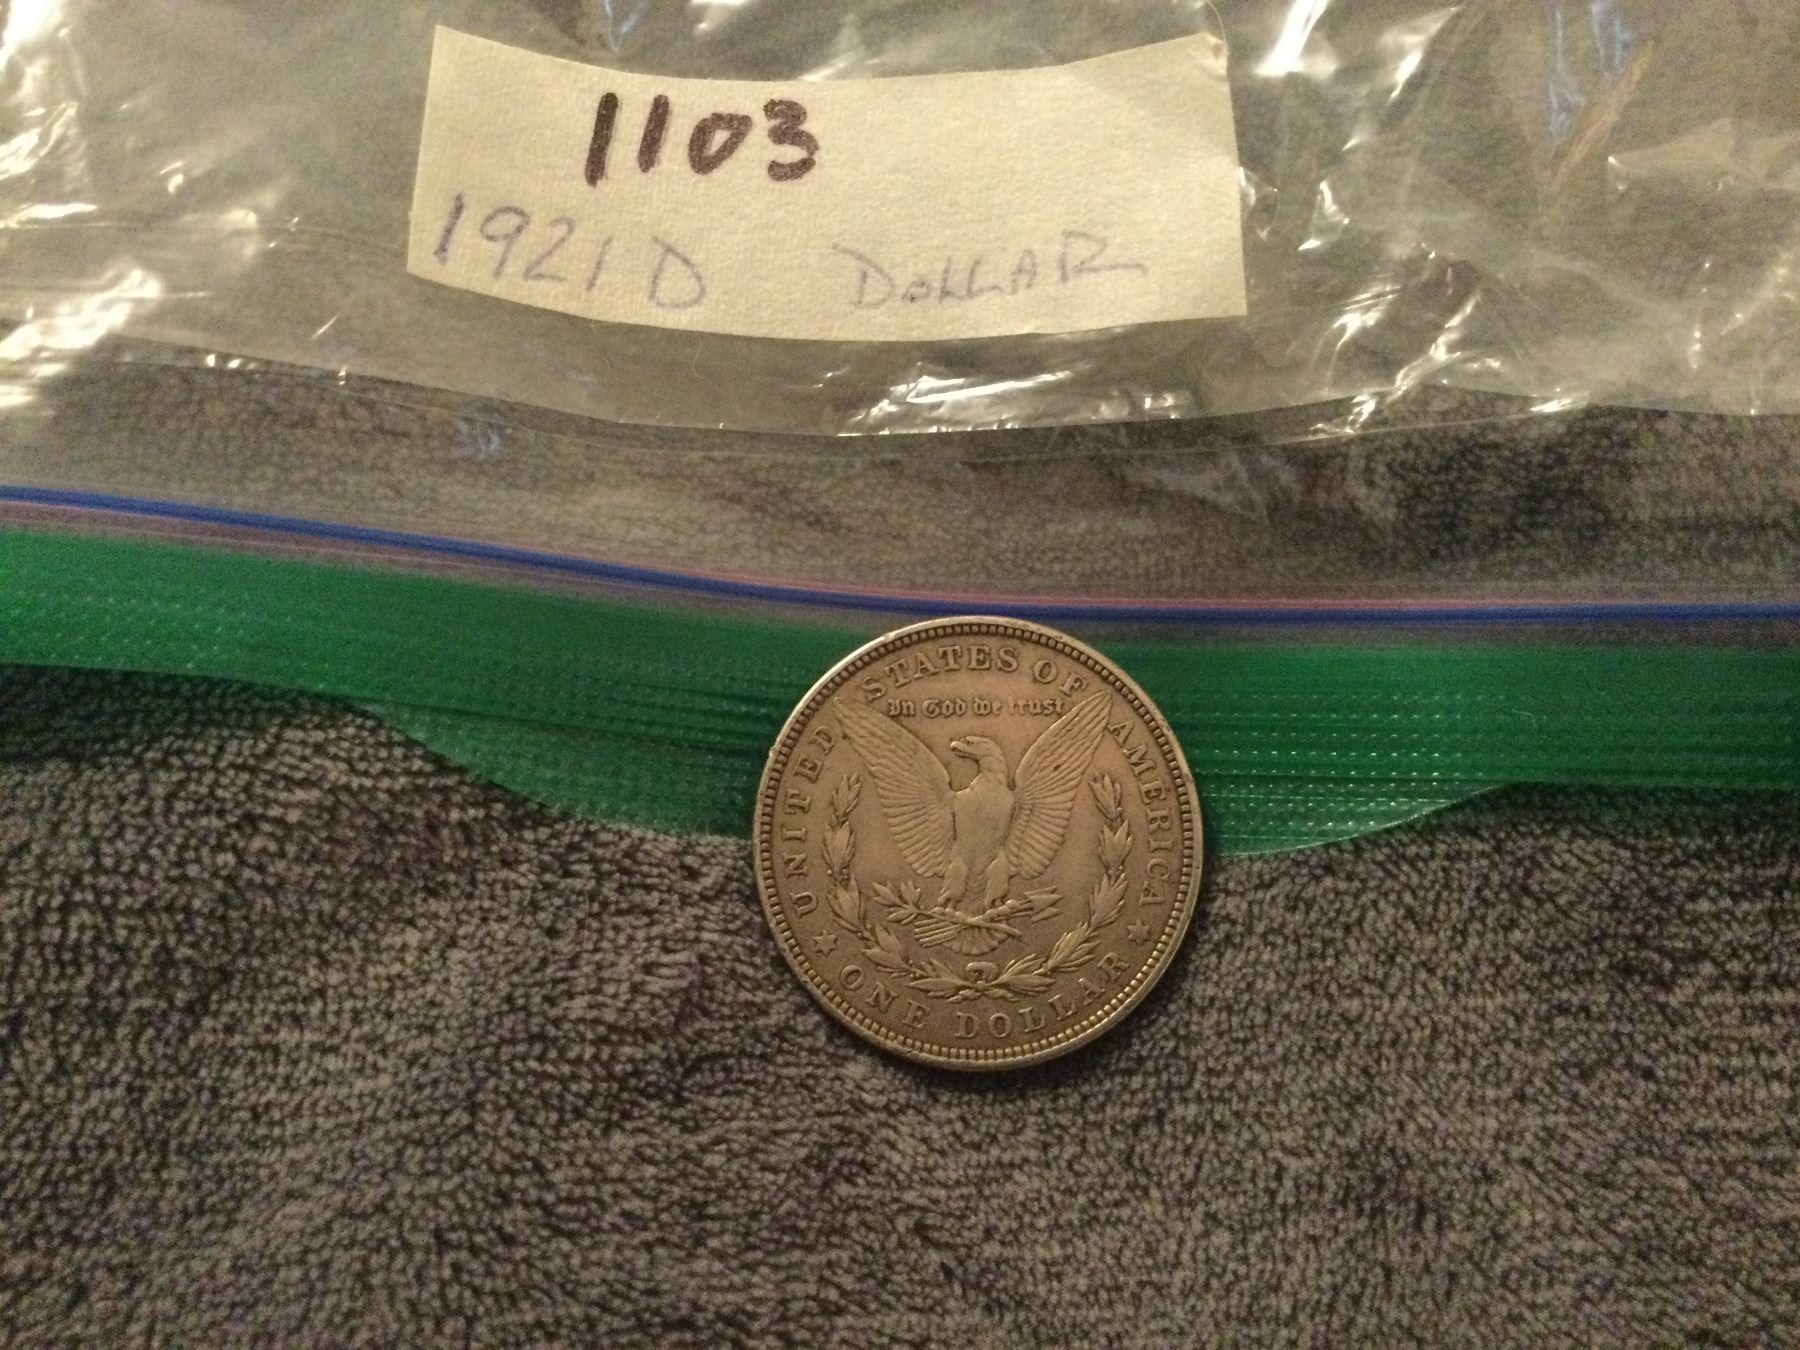 1103
1921 D DOLLAR
UNITED STATES OF AMERICA
In God we trust
ONE DOLLAR